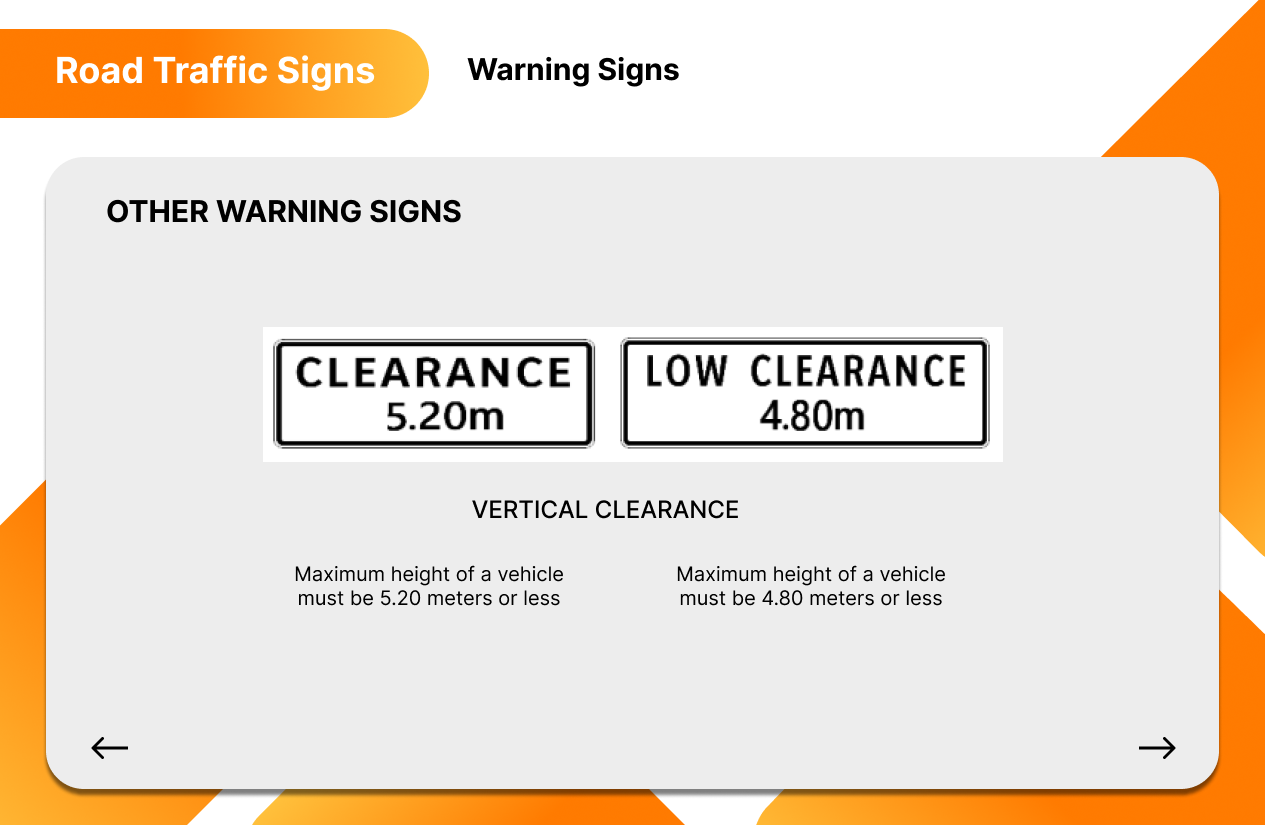 Road Traffic Signs
Warning Signs
OTHER WARNING SIGNS
CLEARANCE
5.20m
LOW CLEARANCE
4.80m
VERTICAL CLEARANCE
Maximum height of a vehicle
must be 5.20 meters or less
Maximum height of a vehicle
must be 4.80 meters or less